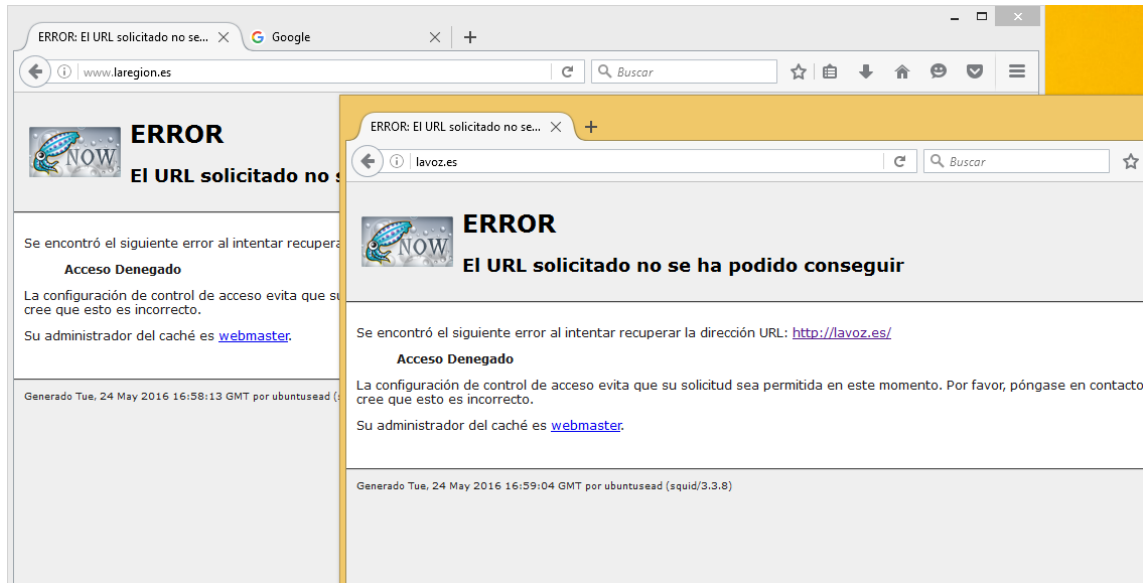 ERROR: El URL solicitado no se...
Google
www.laregion.es
Buscar
NOW
ERROR
El URL solicitado no
Se encontró el siguiente error al intentar recupera
Acceso Denegado
La configuración de control de acceso evita que su
cree que esto es incorrecto.
Su administrador del caché es webmaster.
Generado Tue, 24 May 2016 16:58:13 GMT por ubuntusead (
ERROR: El URL solicitado no se...
lavoz.es
Buscar
NOW
ERROR
El URL solicitado no se ha podido conseguir
Se encontró el siguiente error al intentar recuperar la dirección URL: http://lavoz.es/
Acceso Denegado
La configuración de control de acceso evita que su solicitud sea permitida en este momento. Por favor, póngase en contacto
cree que esto es incorrecto.
Su administrador del caché es webmaster.
Generado Tue, 24 May 2016 16:59:04 GMT por ubuntusead (squid/3.3.8)